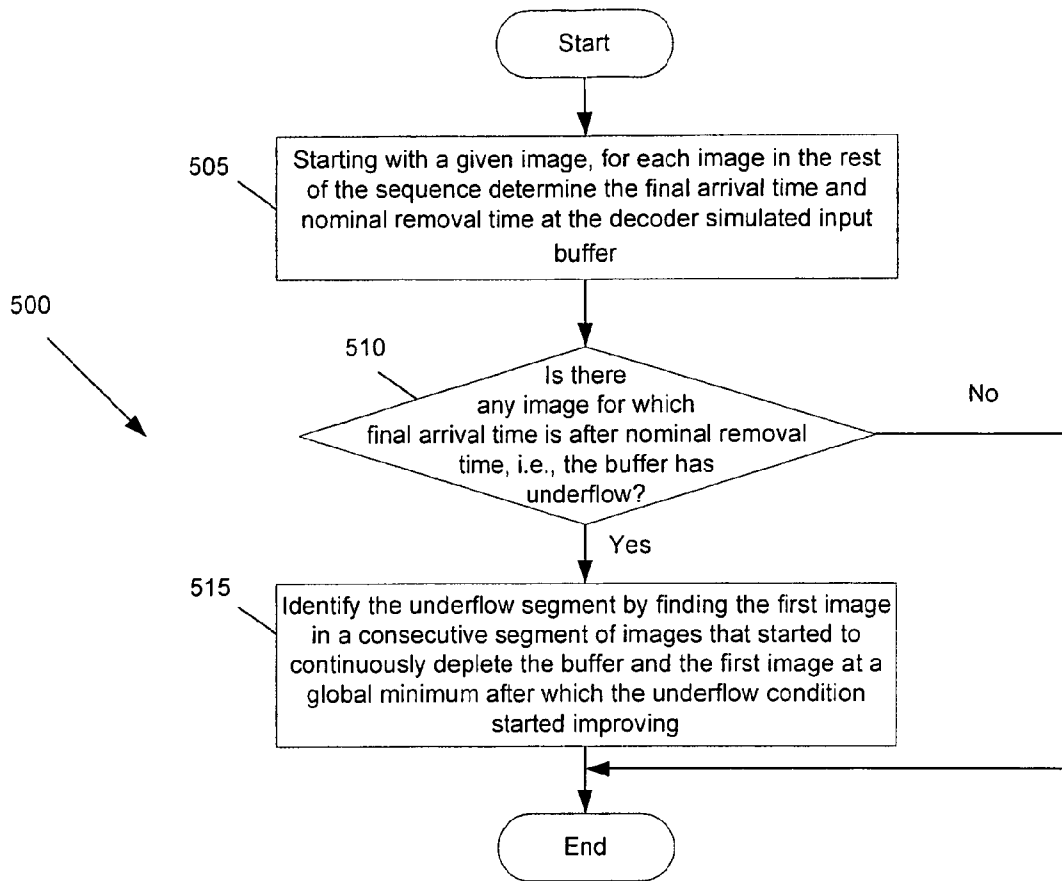 Start
505
Starting with a given image, for each image in the rest
of the sequence determine the final arrival time and
nominal removal time at the decoder simulated input
buffer
500
510
Is there
any image for which
final arrival time is after nominal removal
time, i.e., the buffer has
underflow?
No
Yes
515
Identify the underflow segment by finding the first image
in a consecutive segment of images that started to
continuously deplete the buffer and the first image at a
global minimum after which the underflow condition
started improving
End